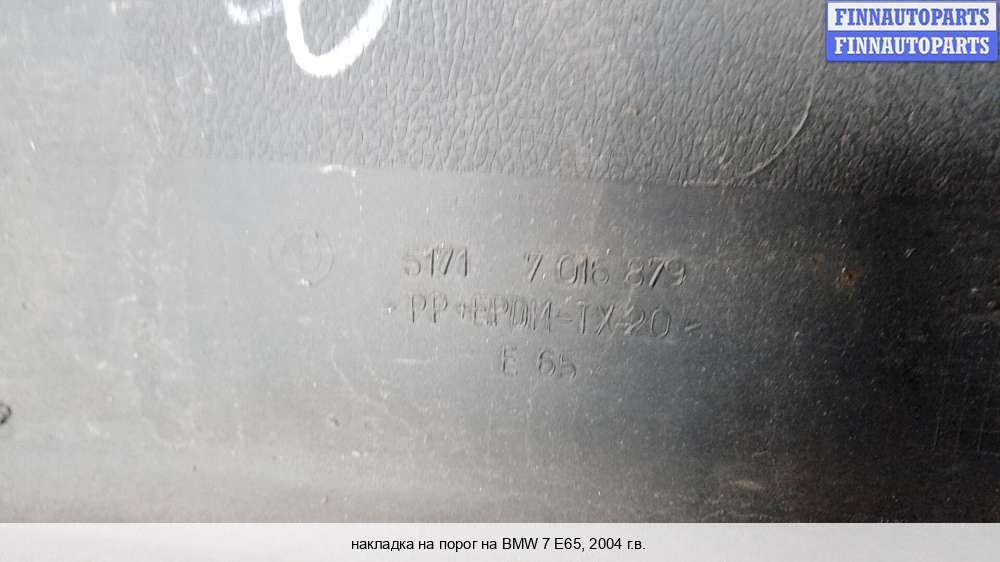 FINNAUTOPARTS
FINNAUTOPARTS
5171 7 016 879
>PP+EPDM-TX20<
E 65
накладка на порог на BMW 7 E65, 2004 г.в.